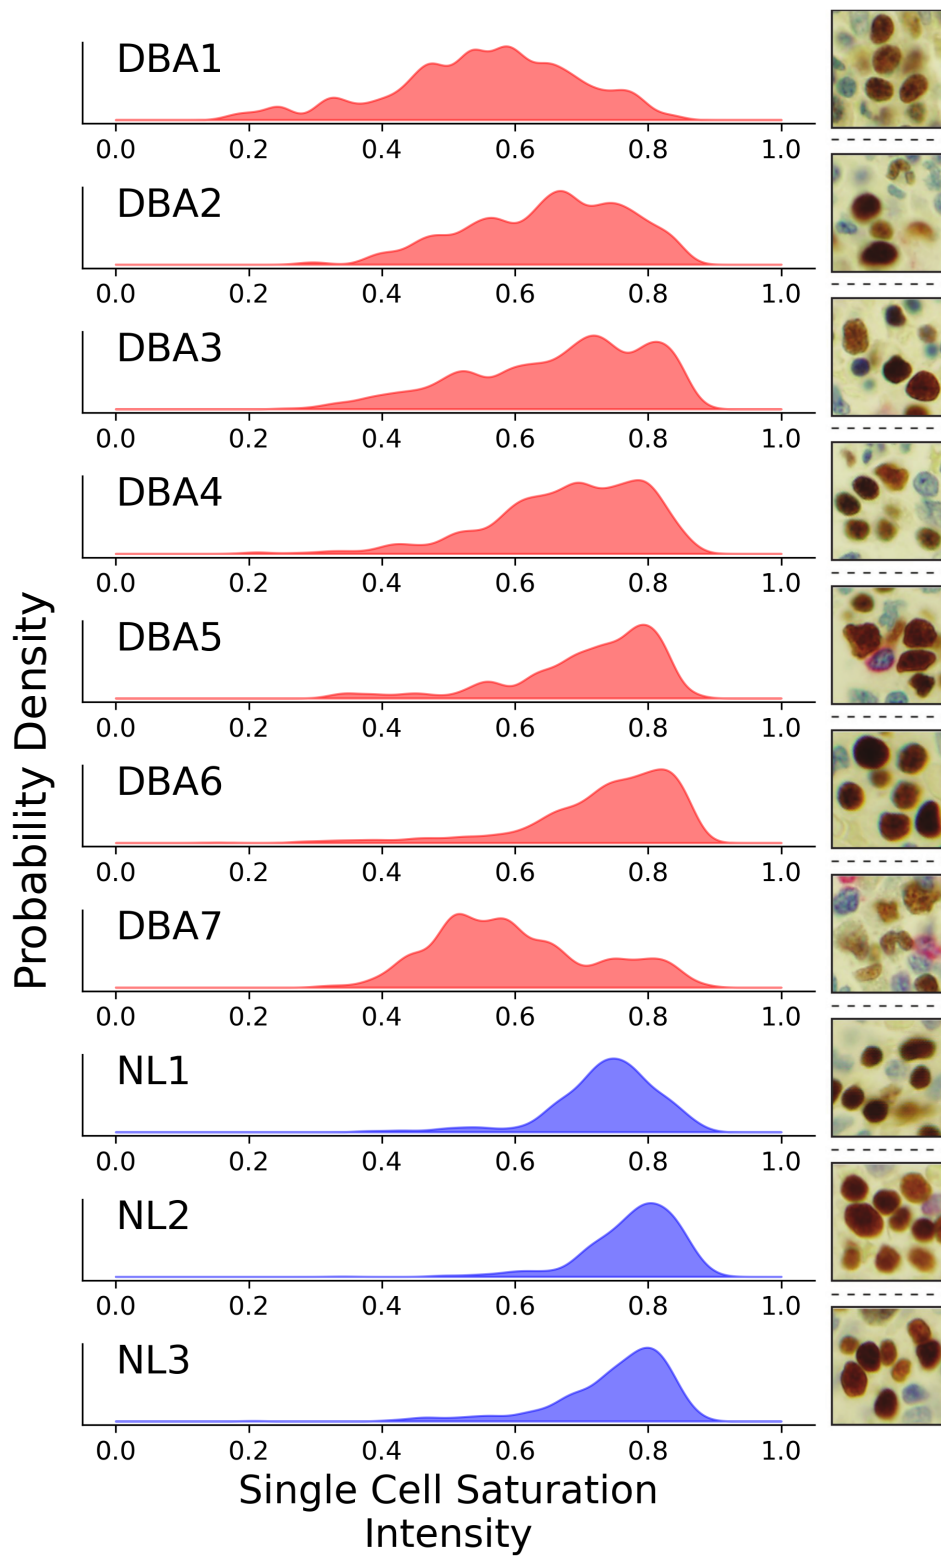 DBA1
0.0 0.2 0.4 0.6 0.8 1.0
DBA2
0.0 0.2 0.4 0.6 0.8 1.0
DBA3
0.0 0.2 0.4 0.6 0.8 1.0
DBA4
0.0 0.2 0.4 0.6 0.8 1.0
DBA5
0.0 0.2 0.4 0.6 0.8 1.0
DBA6
0.0 0.2 0.4 0.6 0.8 1.0
DBA7
0.0 0.2 0.4 0.6 0.8 1.0
NL1
0.0 0.2 0.4 0.6 0.8 1.0
NL2
0.0 0.2 0.4 0.6 0.8 1.0
NL3
0.0 0.2 0.4 0.6 0.8 1.0
Single Cell Saturation
Intensity
Probability Density